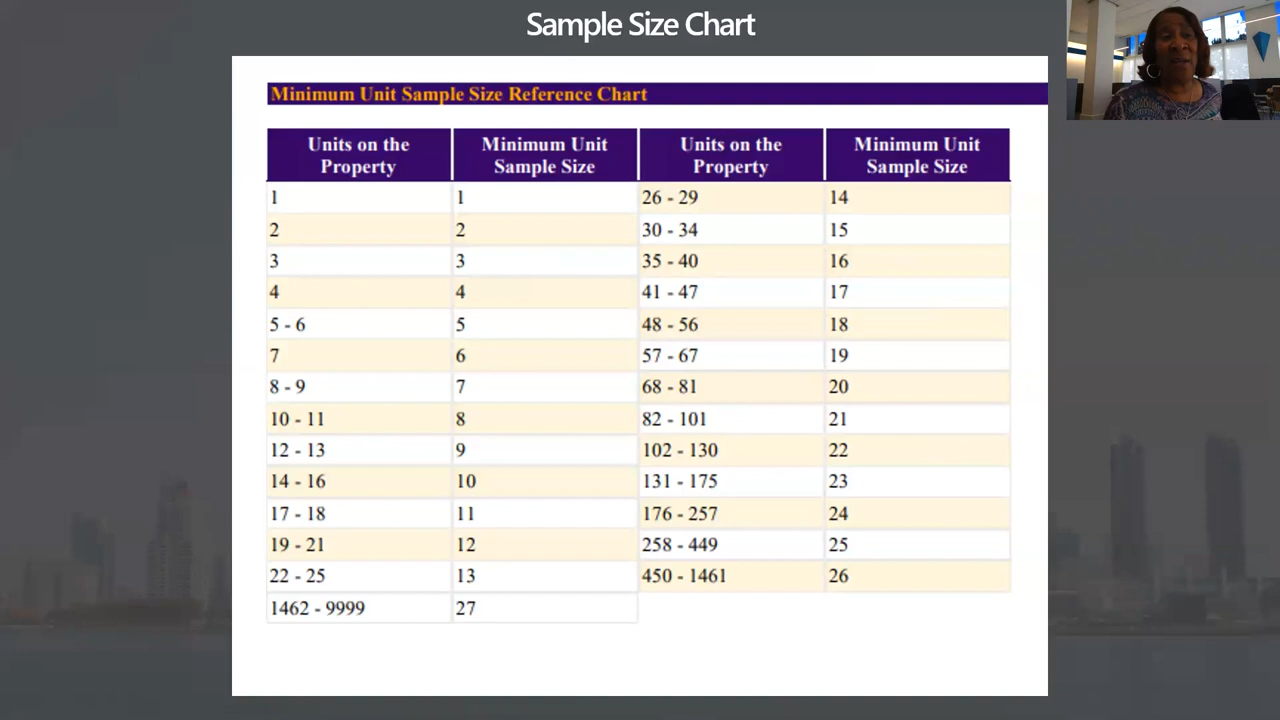 Sample Size Chart
Minimum Unit Sample Size Reference Chart
Units on the Property Minimum Unit Sample Size Units on the Property Minimum Unit Sample Size
1 1 26 - 29 14
2 2 30 - 34 15
3 3 35 - 40 16
4 4 41 - 47 17
5 - 6 5 48 - 56 18
7 6 57 - 67 19
8 - 9 7 68 - 81 20
10 - 11 8 82 - 101 21
12 - 13 9 102 - 130 22
14 - 16 10 131 - 175 23
17 - 18 11 176 - 257 24
19 - 21 12 258 - 449 25
22 - 25 13 450 - 1461 26
1462 - 9999 27